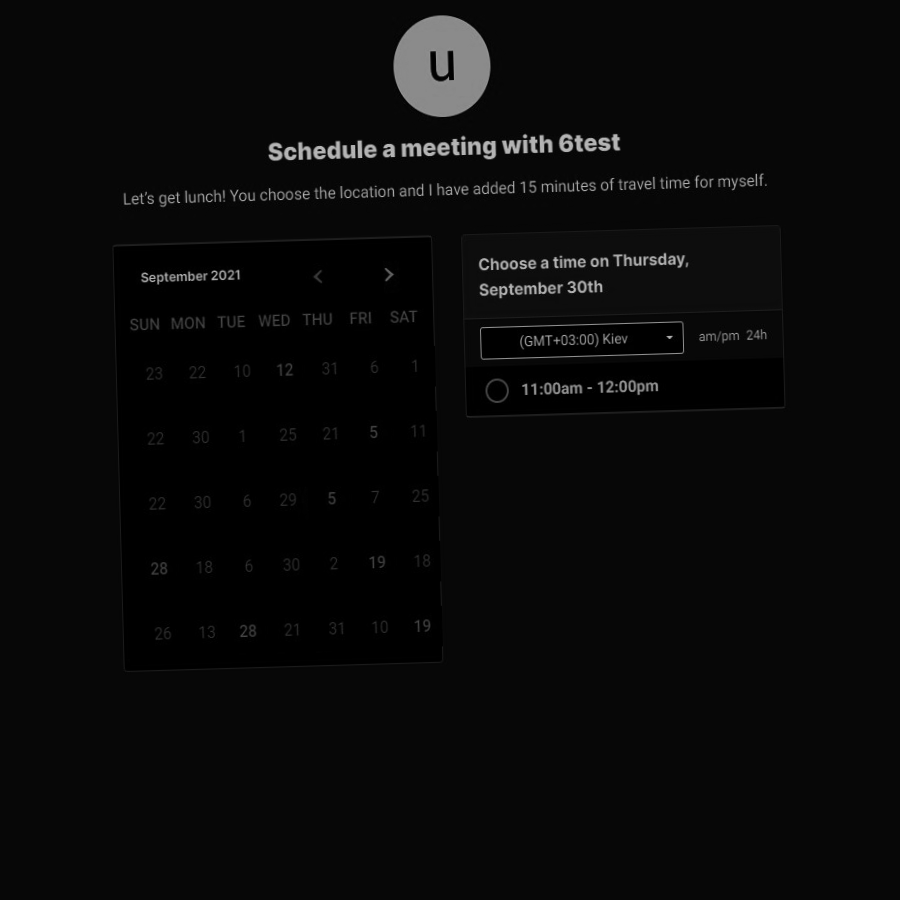 u
Schedule a meeting with 6test
Let's get lunch! You choose the location and I have added 15 minutes of travel time for myself.
September 2021
SUN MON TUE WED THU FRI SAT
23 22 10 12 31 6 1
22 30 1 25 21 5 11
22 30 6 29 5 7 25
28 18 6 30 2 19 18
26 13 28 21 31 10 19
Choose a time on Thursday,
September 30th
(GMT+03:00) Kiev
am/pm 24h
11:00am - 12:00pm